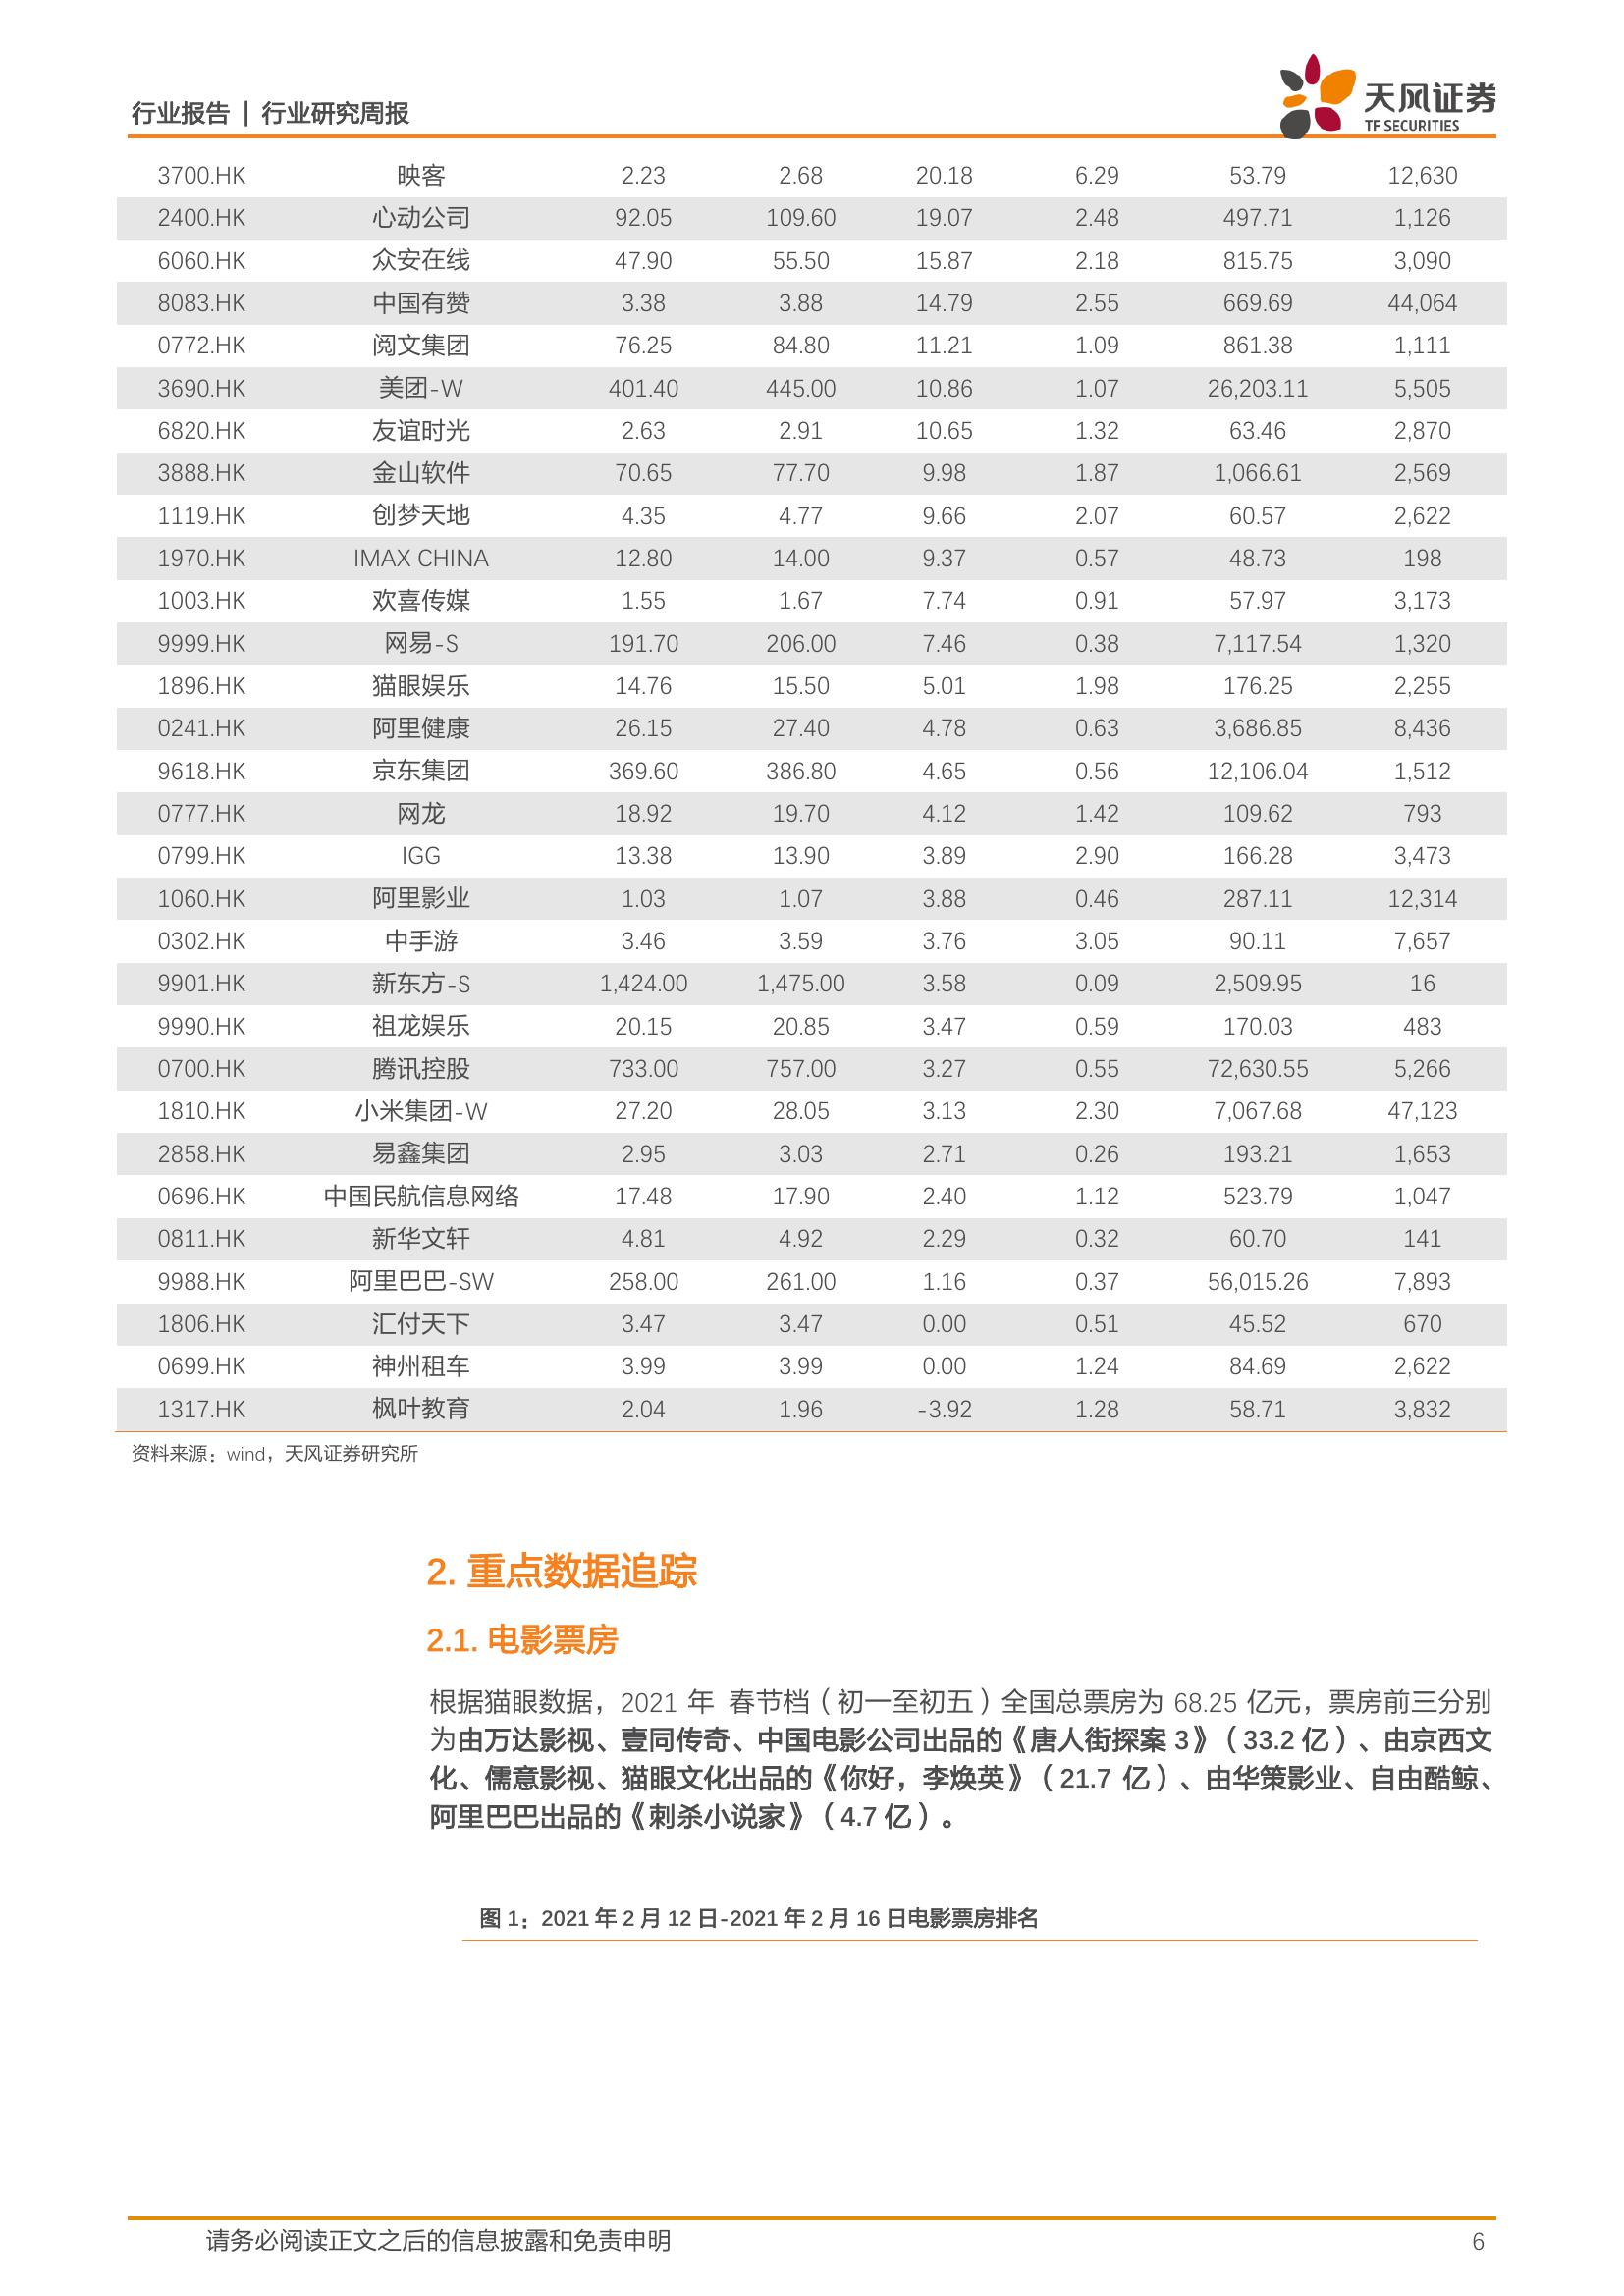 行业报告 | 行业研究周报
天风证券
TF SECURITIES
3700.HK 映客 2.23 2.68 20.18 6.29 53.79 12,630
2400.HK 心动公司 92.05 109.60 19.07 2.48 497.71 1,126
6060.HK 众安在线 47.90 55.50 15.87 2.18 815.75 3,090
8083.HK 中国有赞 3.38 3.88 14.79 2.55 669.69 44,064
0772.HK 阅文集团 76.25 84.80 11.21 1.09 861.38 1,111
3690.HK 美团-W 401.40 445.00 10.86 1.07 26,203.11 5,505
6820.HK 友谊时光 2.63 2.91 10.65 1.32 63.46 2,870
3888.HK 金山软件 70.65 77.70 9.98 1.87 1,066.61 2,569
1119.HK 创梦天地 4.35 4.77 9.66 2.07 60.57 2,622
1970.HK IMAX CHINA 12.80 14.00 9.37 0.57 48.73 198
1003.HK 欢喜传媒 1.55 1.67 7.74 0.91 57.97 3,173
9999.HK 网易-S 191.70 206.00 7.46 0.38 7,117.54 1,320
1896.HK 猫眼娱乐 14.76 15.50 5.01 1.98 176.25 2,255
0241.HK 阿里健康 26.15 27.40 4.78 0.63 3,686.85 8,436
9618.HK 京东集团 369.60 386.80 4.65 0.56 12,106.04 1,512
0777.HK 网龙 18.92 19.70 4.12 1.42 109.62 793
0799.HK IGG 13.38 13.90 3.89 2.90 166.28 3,473
1060.HK 阿里影业 1.03 1.07 3.88 0.46 287.11 12,314
0302.HK 中手游 3.46 3.59 3.76 3.05 90.11 7,657
9901.HK 新东方-S 1,424.00 1,475.00 3.58 0.09 2,509.95 16
9990.HK 祖龙娱乐 20.15 20.85 3.47 0.59 170.03 483
0700.HK 腾讯控股 733.00 757.00 3.27 0.55 72,630.55 5,266
1810.HK 小米集团-W 27.20 28.05 3.13 2.30 7,067.68 47,123
2858.HK 易鑫集团 2.95 3.03 2.71 0.26 193.21 1,653
0696.HK 中国民航信息网络 17.48 17.90 2.40 1.12 523.79 1,047
0811.HK 新华文轩 4.81 4.92 2.29 0.32 60.70 141
9988.HK 阿里巴巴-SW 258.00 261.00 1.16 0.37 56,015.26 7,893
1806.HK 汇付天下 3.47 3.47 0.00 0.51 45.52 670
0699.HK 神州租车 3.99 3.99 0.00 1.24 84.69 2,622
1317.HK 枫叶教育 2.04 1.96 -3.92 1.28 58.71 3,832
资料来源：wind，天风证券研究所
2. 重点数据追踪
2.1. 电影票房
根据猫眼数据，2021 年 春节档（初一至初五）全国总票房为 68.25 亿元，票房前三分别
为由万达影视、壹同传奇、中国电影公司出品的《唐人街探案 3》（33.2 亿）、由京西文
化、儒意影视、猫眼文化出品的《你好，李焕英》（21.7 亿）、由华策影业、自由酷鲸、
阿里巴巴出品的《刺杀小说家》（4.7 亿）。
图 1：2021 年 2 月 12 日-2021 年 2 月 16 日电影票房排名
请务必阅读正文之后的信息披露和免责申明 6